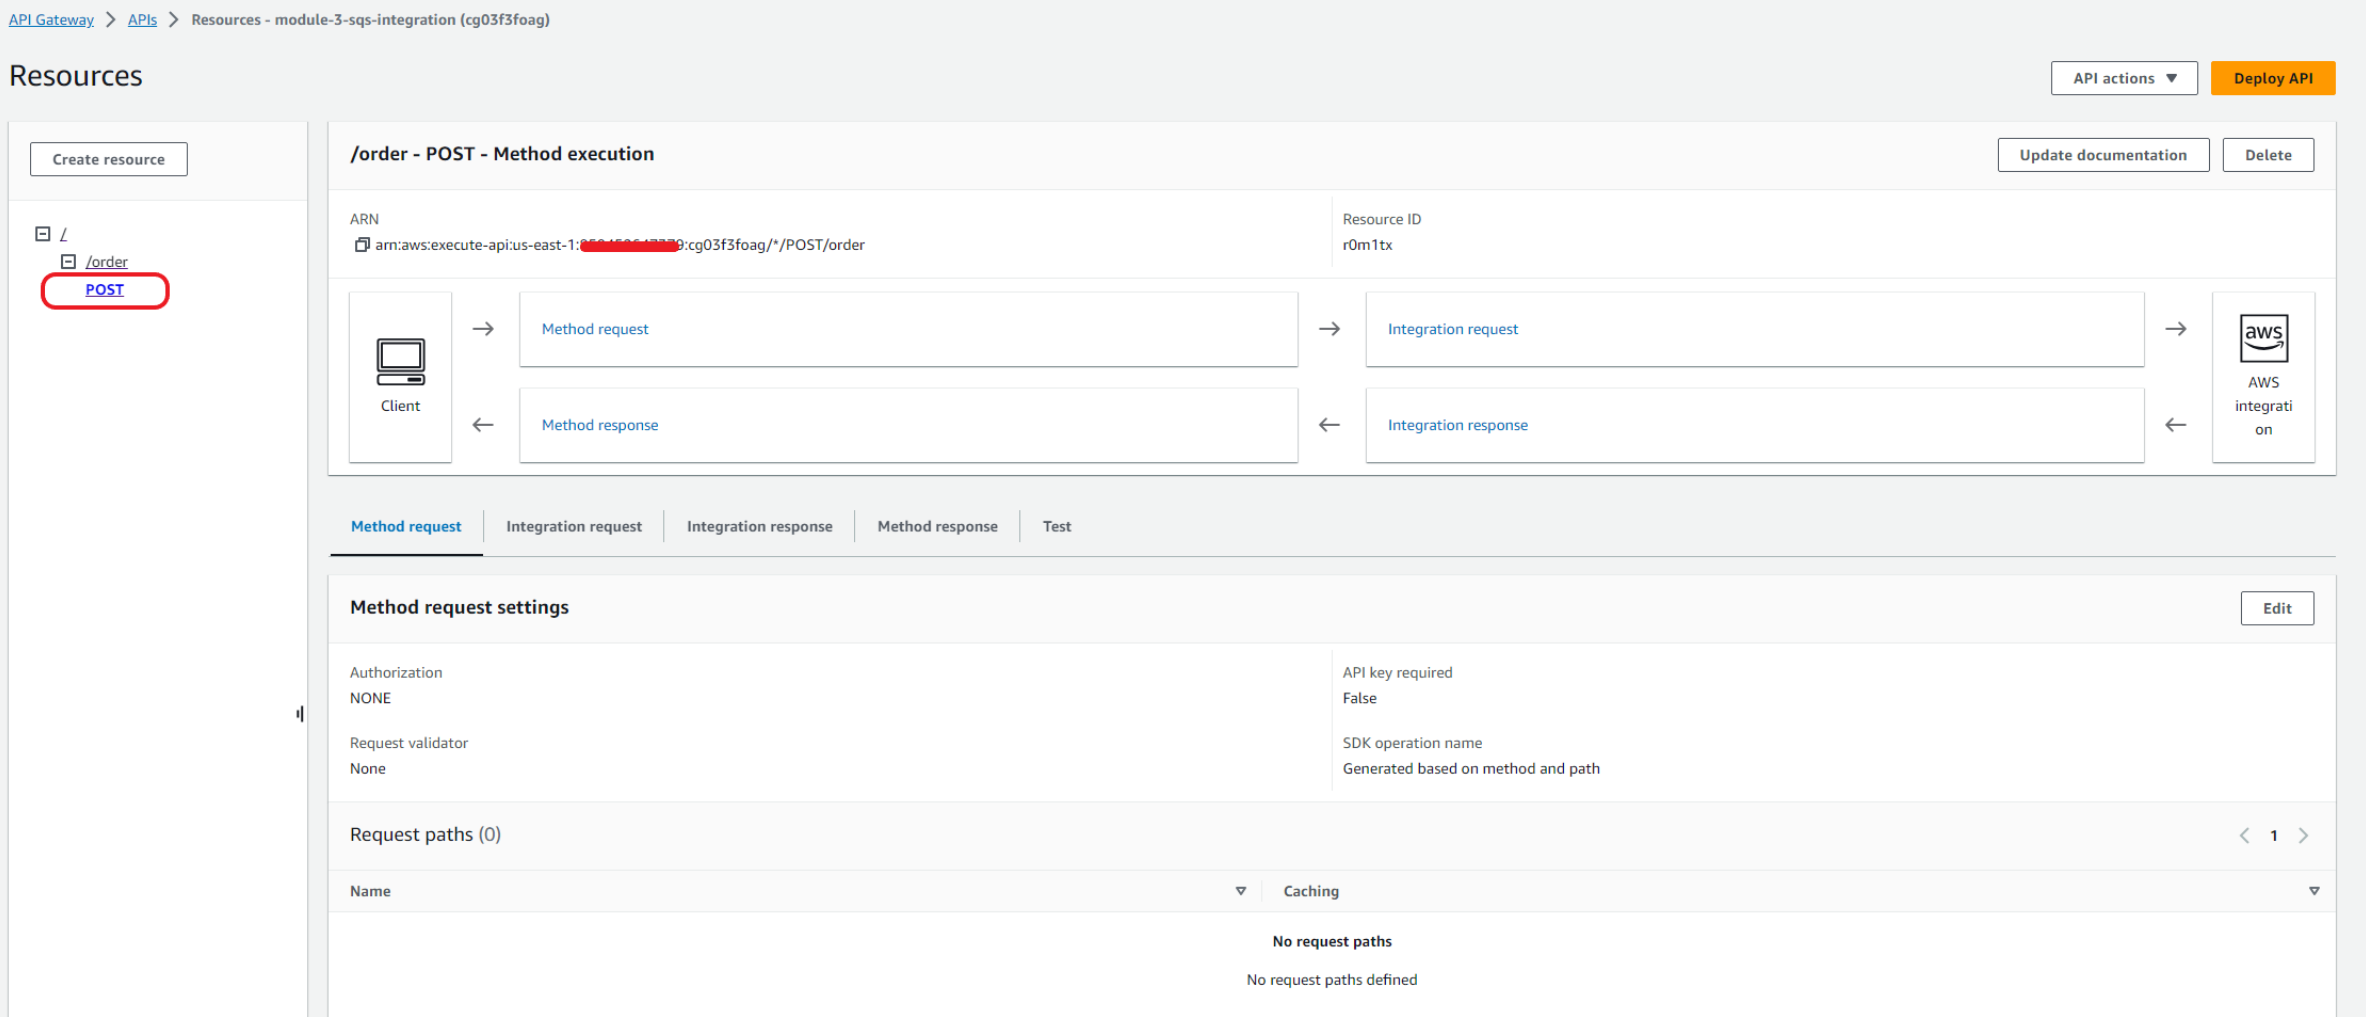 API Gateway > APIs > Resources - module-3-sqs-integration (cg03f3foag)
Resources
API actions ▼
Deploy API
Create resource
/
/order
POST
/order - POST - Method execution
Update documentation
Delete
ARN
arn:aws:execute-api:us-east-1: 9:cg03f3foag/*/POST/order
Resource ID
r0m1tx
Client
Method request
Integration request
Method response
Integration response
aws
AWS
integrati
on
Method request
Integration request
Integration response
Method response
Test
Method request settings
Edit
Authorization
NONE
API key required
False
Request validator
None
SDK operation name
Generated based on method and path
Request paths (0)
1
Name
Caching
No request paths
No request paths defined